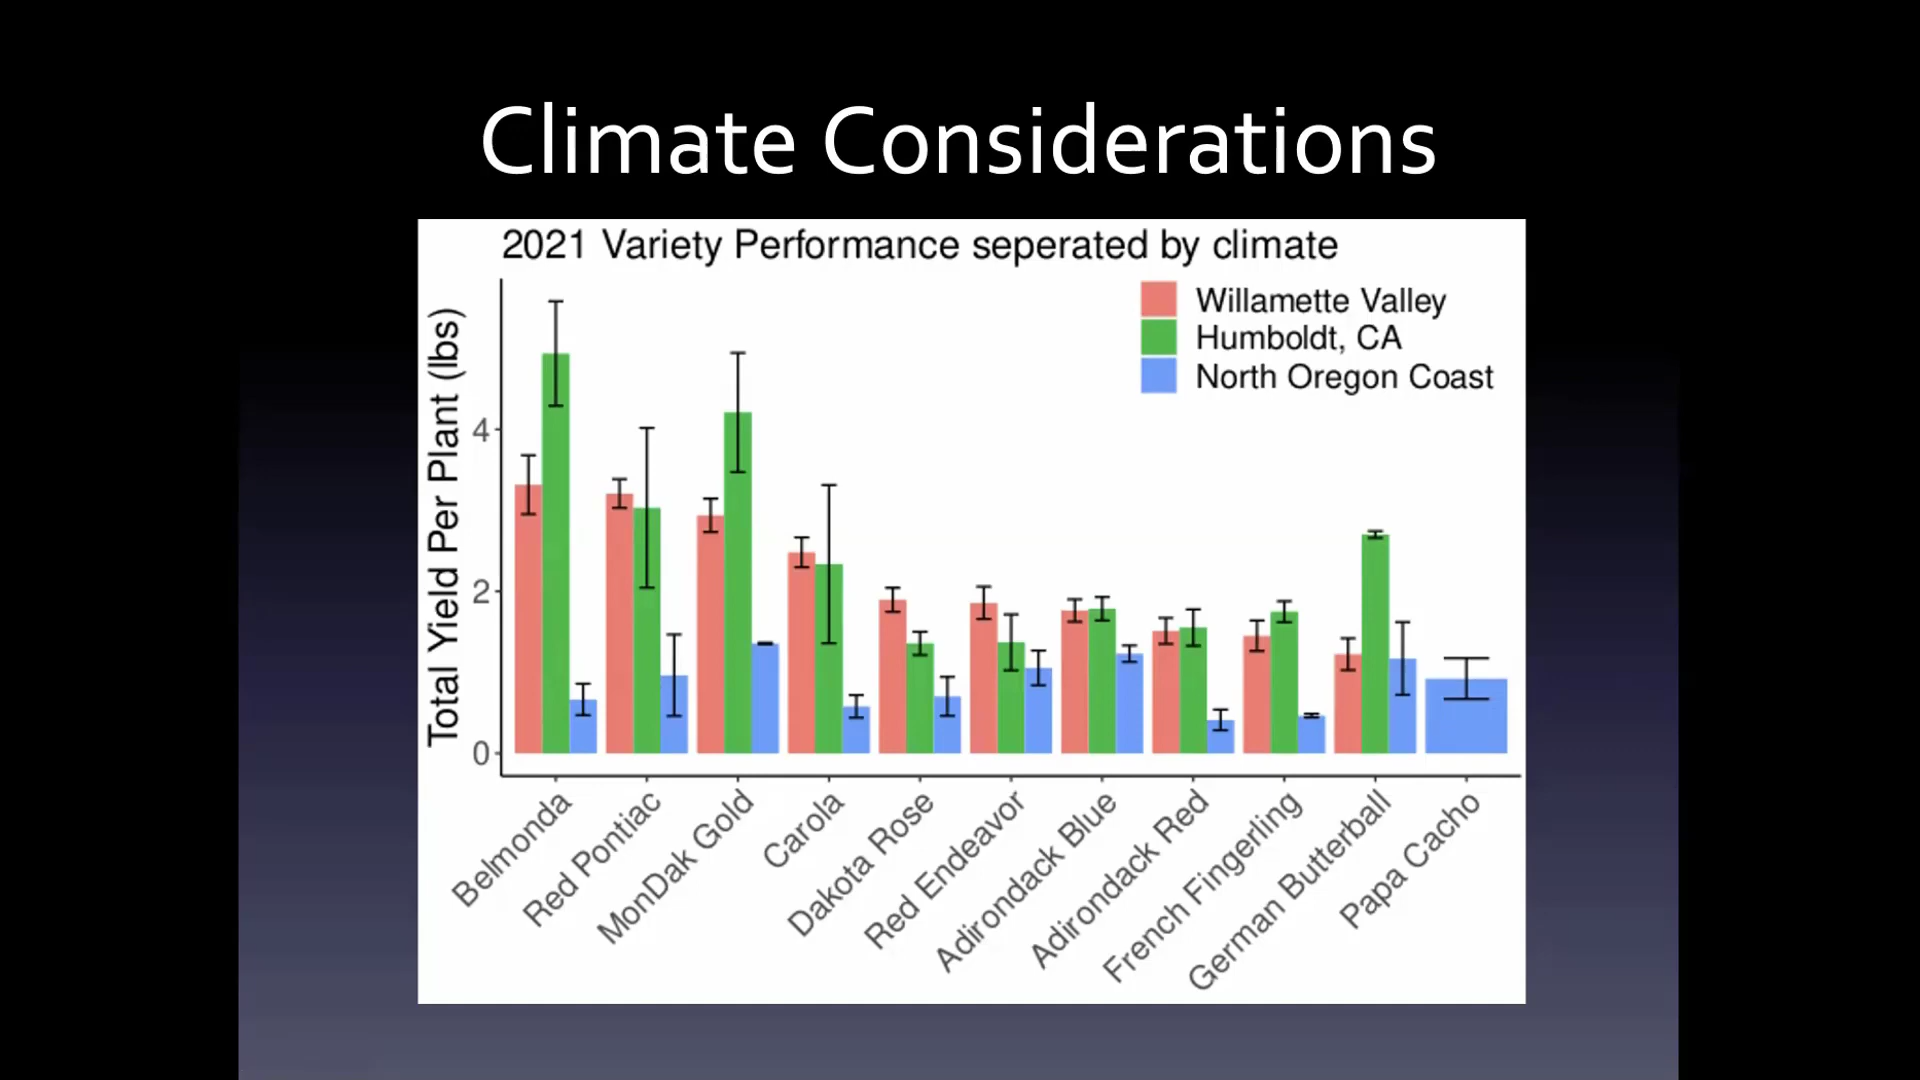 Climate Considerations
2021 Variety Performance seperated by climate
Willamette Valley
Humboldt, CA
North Oregon Coast
Total Yield Per Plant (lbs)
4
2
0
Belmonda
Red Pontiac
MonDak Gold
Carola
Dakota Rose
Red Endeavor
Adirondack Blue
Adirondack Red
French Fingerling
German Butterball
Papa Cacho